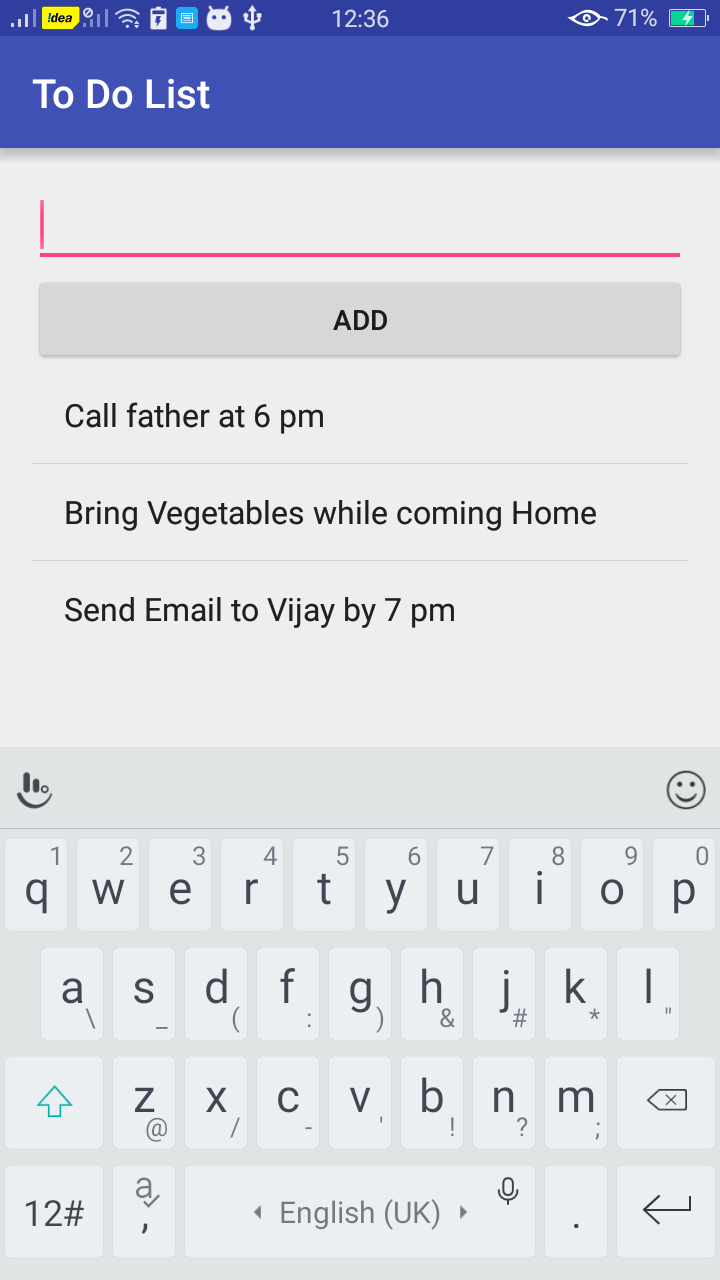 !dea 12:36 71%
To Do List
ADD
Call father at 6 pm
Bring Vegetables while coming Home
Send Email to Vijay by 7 pm
1 2 3 4 5 6 7 8 9 0
q w e r t y u i o p
a s d f g h j k l
\ _ ( : ) & # * "
z x c v b n m
@ / - ' ! ? ;
12# a , English (UK) .